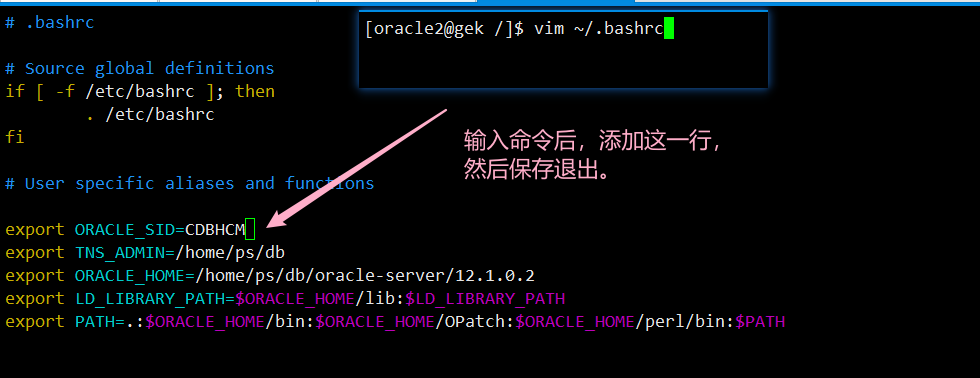 # .bashrc
[oracle2@gek /]$ vim ~/.bashrc
# Source global definitions
if [ -f /etc/bashrc ]; then
        . /etc/bashrc
fi
输入命令后，添加这一行，
然后保存退出。
# User specific aliases and functions
export ORACLE_SID=CDBHCM
export TNS_ADMIN=/home/ps/db
export ORACLE_HOME=/home/ps/db/oracle-server/12.1.0.2
export LD_LIBRARY_PATH=$ORACLE_HOME/lib:$LD_LIBRARY_PATH
export PATH=.:$ORACLE_HOME/bin:$ORACLE_HOME/OPatch:$ORACLE_HOME/perl/bin:$PATH